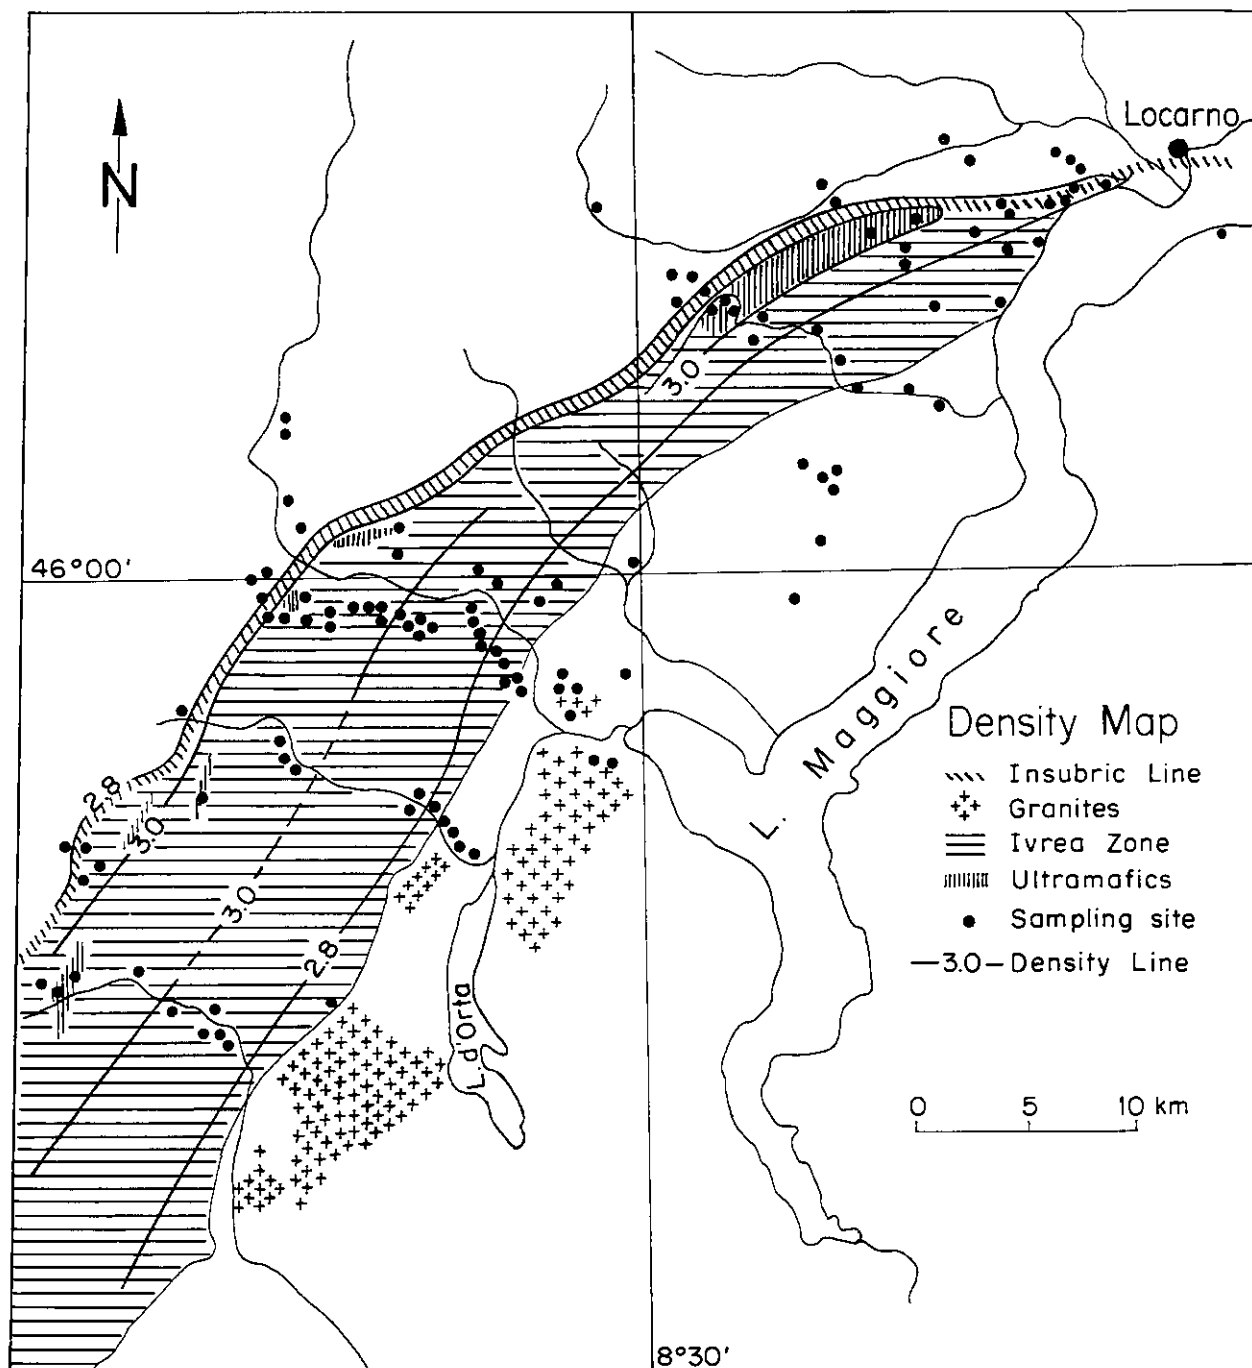 Locarno
N
3.0
46°00'
L. Maggiore
Density Map
Insubric Line
Granites
Ivrea Zone
Ultramafics
Sampling site
—3.0— Density Line
2.8
3.0
3.0
2.8
L. d'Orta
0 5 10 km
8°30'